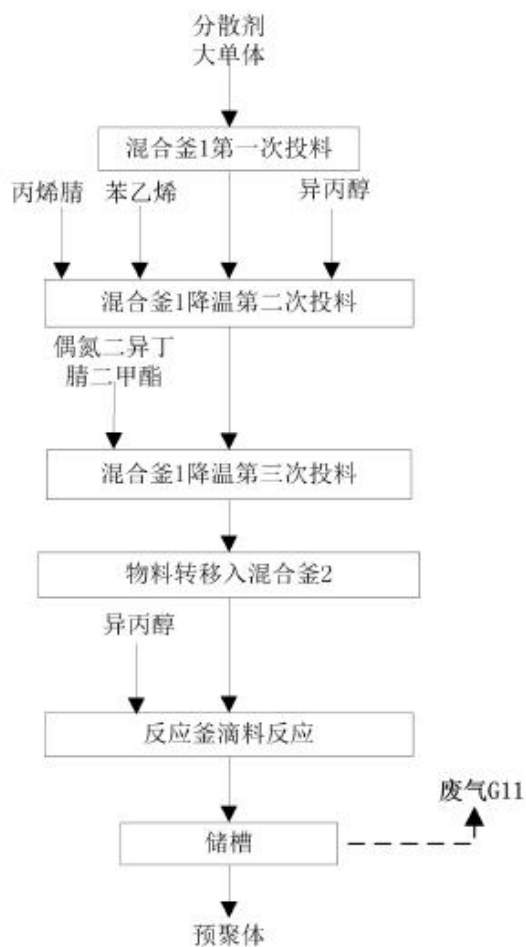 分散剂
大单体
混合釜1第一次投料
丙烯腈
苯乙烯
异丙醇
混合釜1降温第二次投料
偶氮二异丁
腈二甲酯
混合釜1降温第三次投料
物料转移入混合釜2
异丙醇
反应釜滴料反应
废气G11
储槽
预聚体